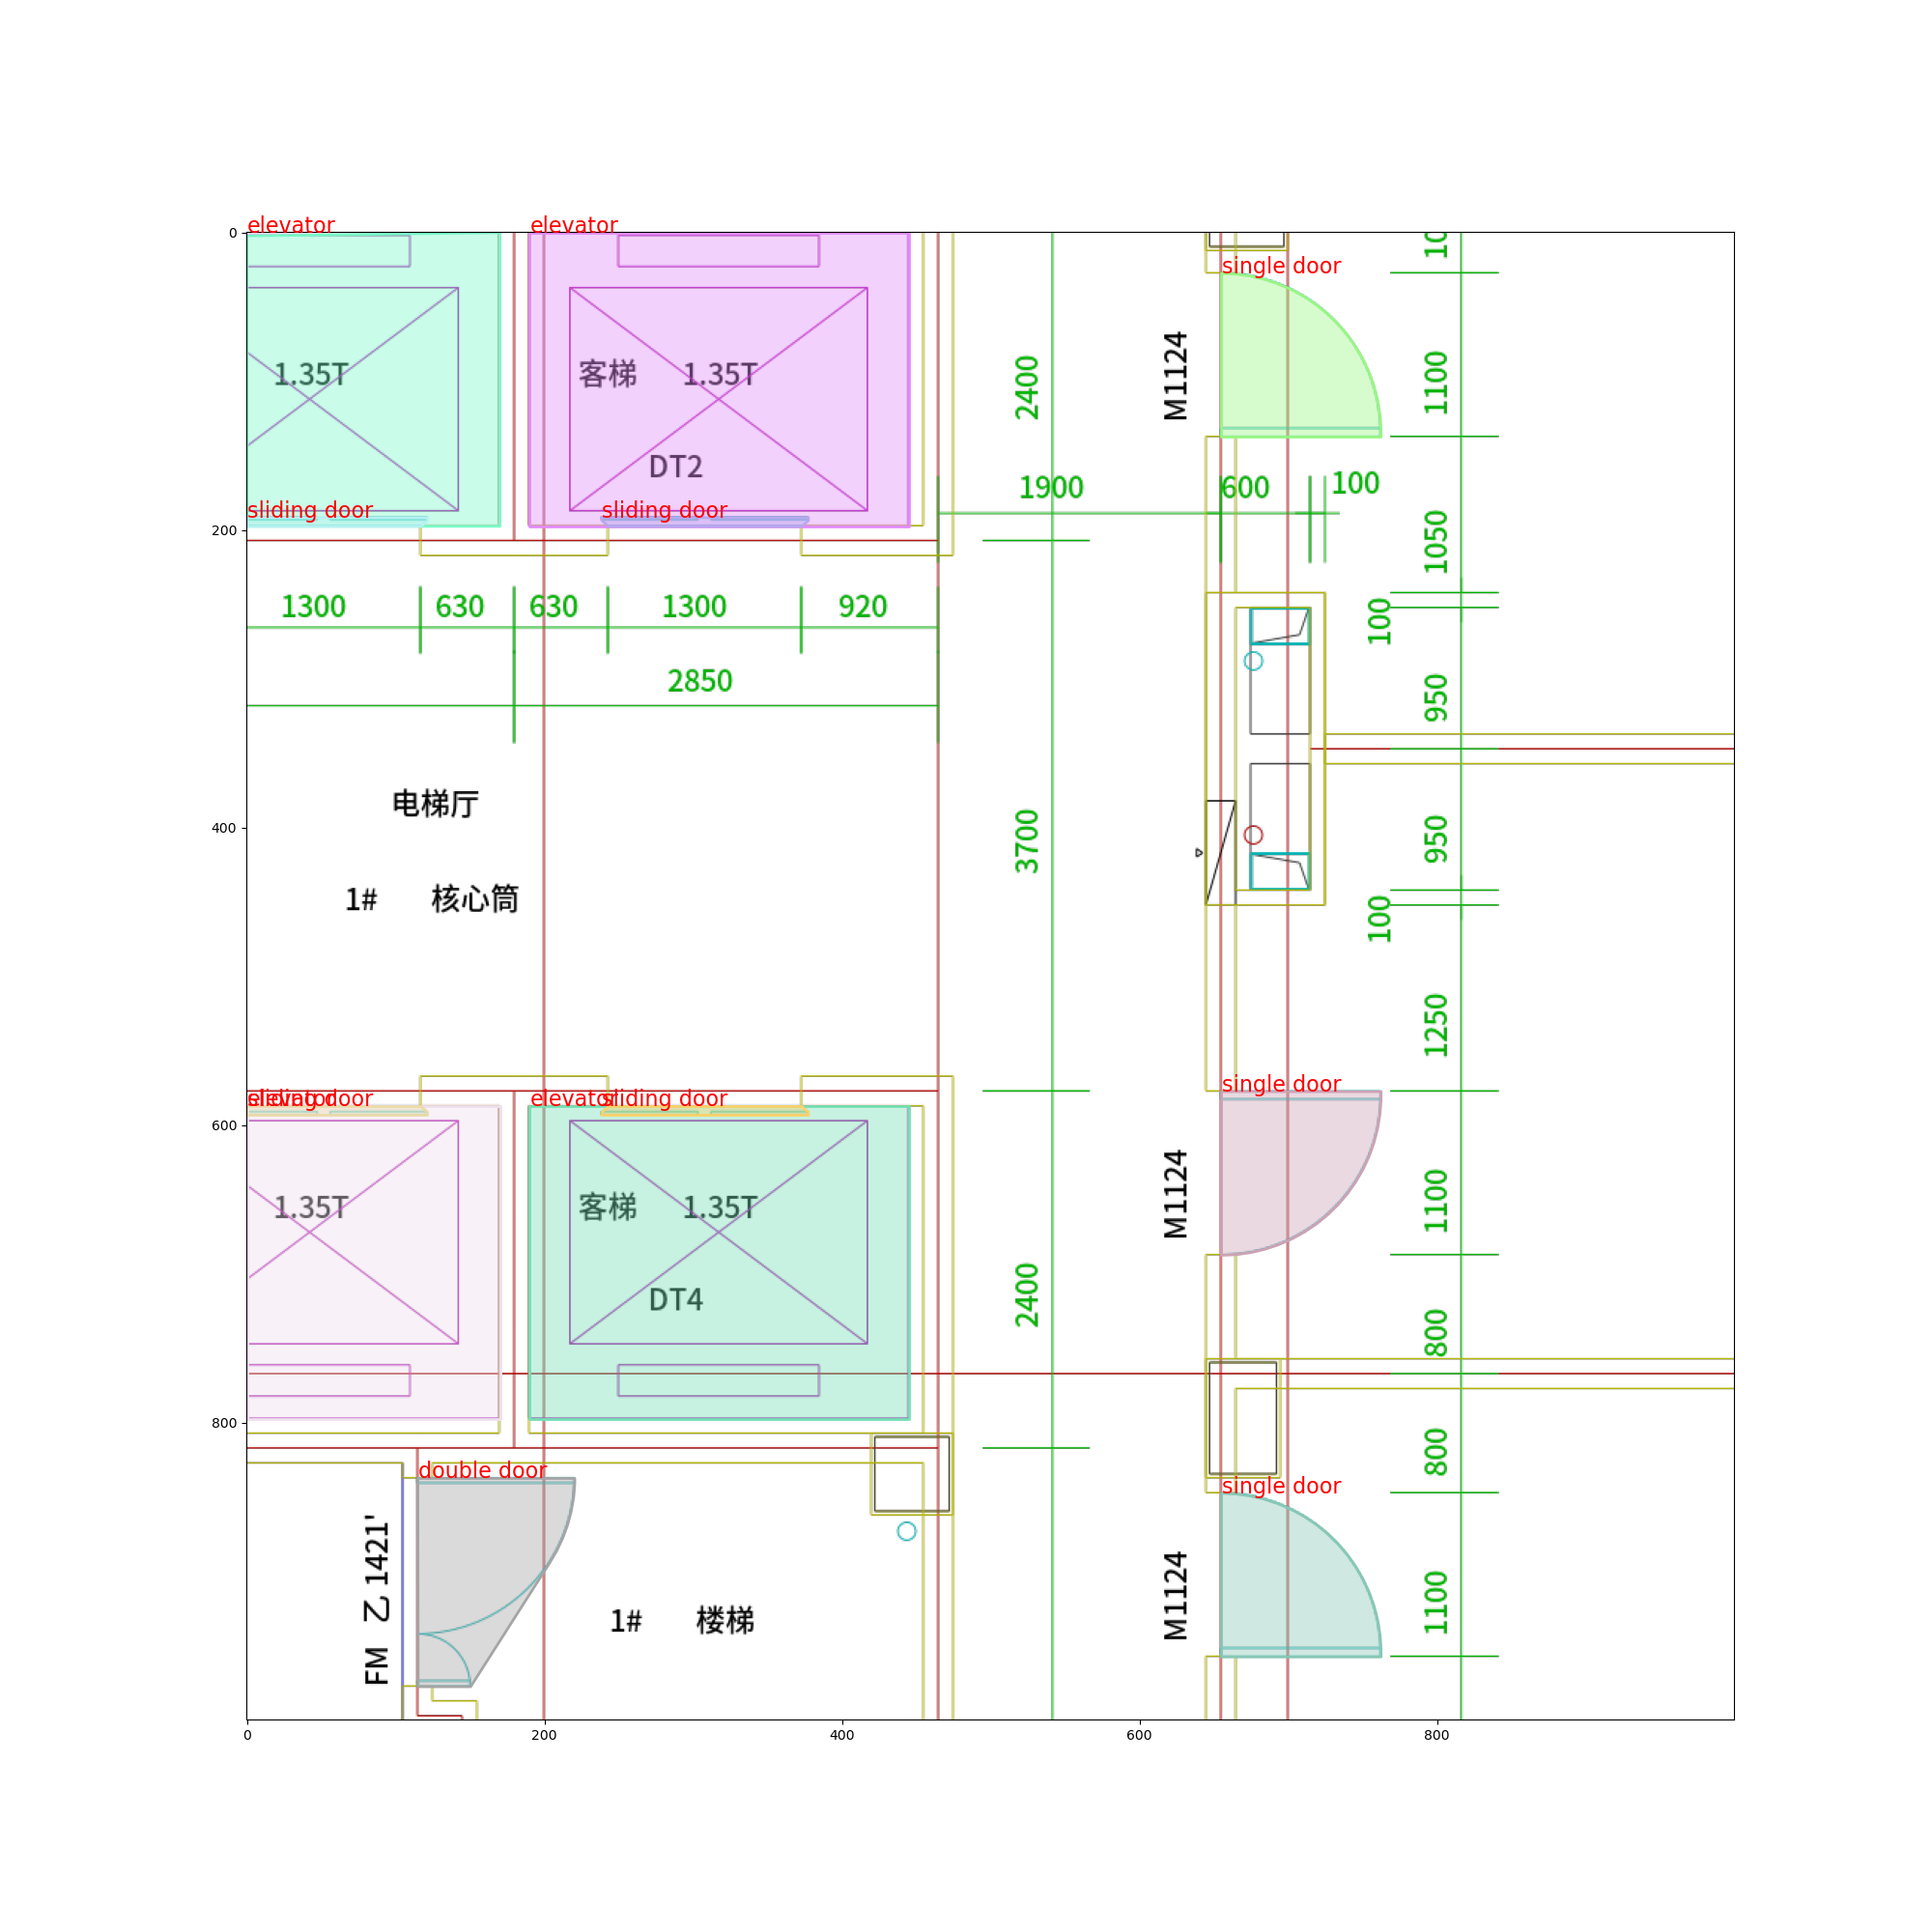 elevator
elevator
0
10
single door
1.35T
客梯 1.35T
2400
M1124
1100
DT2
sliding door
sliding door
1900
600
100
200
1050
1300
630
630
1300
920
100
2850
950
电梯厅
400
3700
950
1# 核心筒
100
1250
single door
elevator
sliding door
elevator
sliding door
600
1.35T
客梯 1.35T
M1124
1100
DT4
2400
800
800
800
double door
single door
FM 乙 1421'
1# 楼梯
M1124
1100
0
200
400
600
800